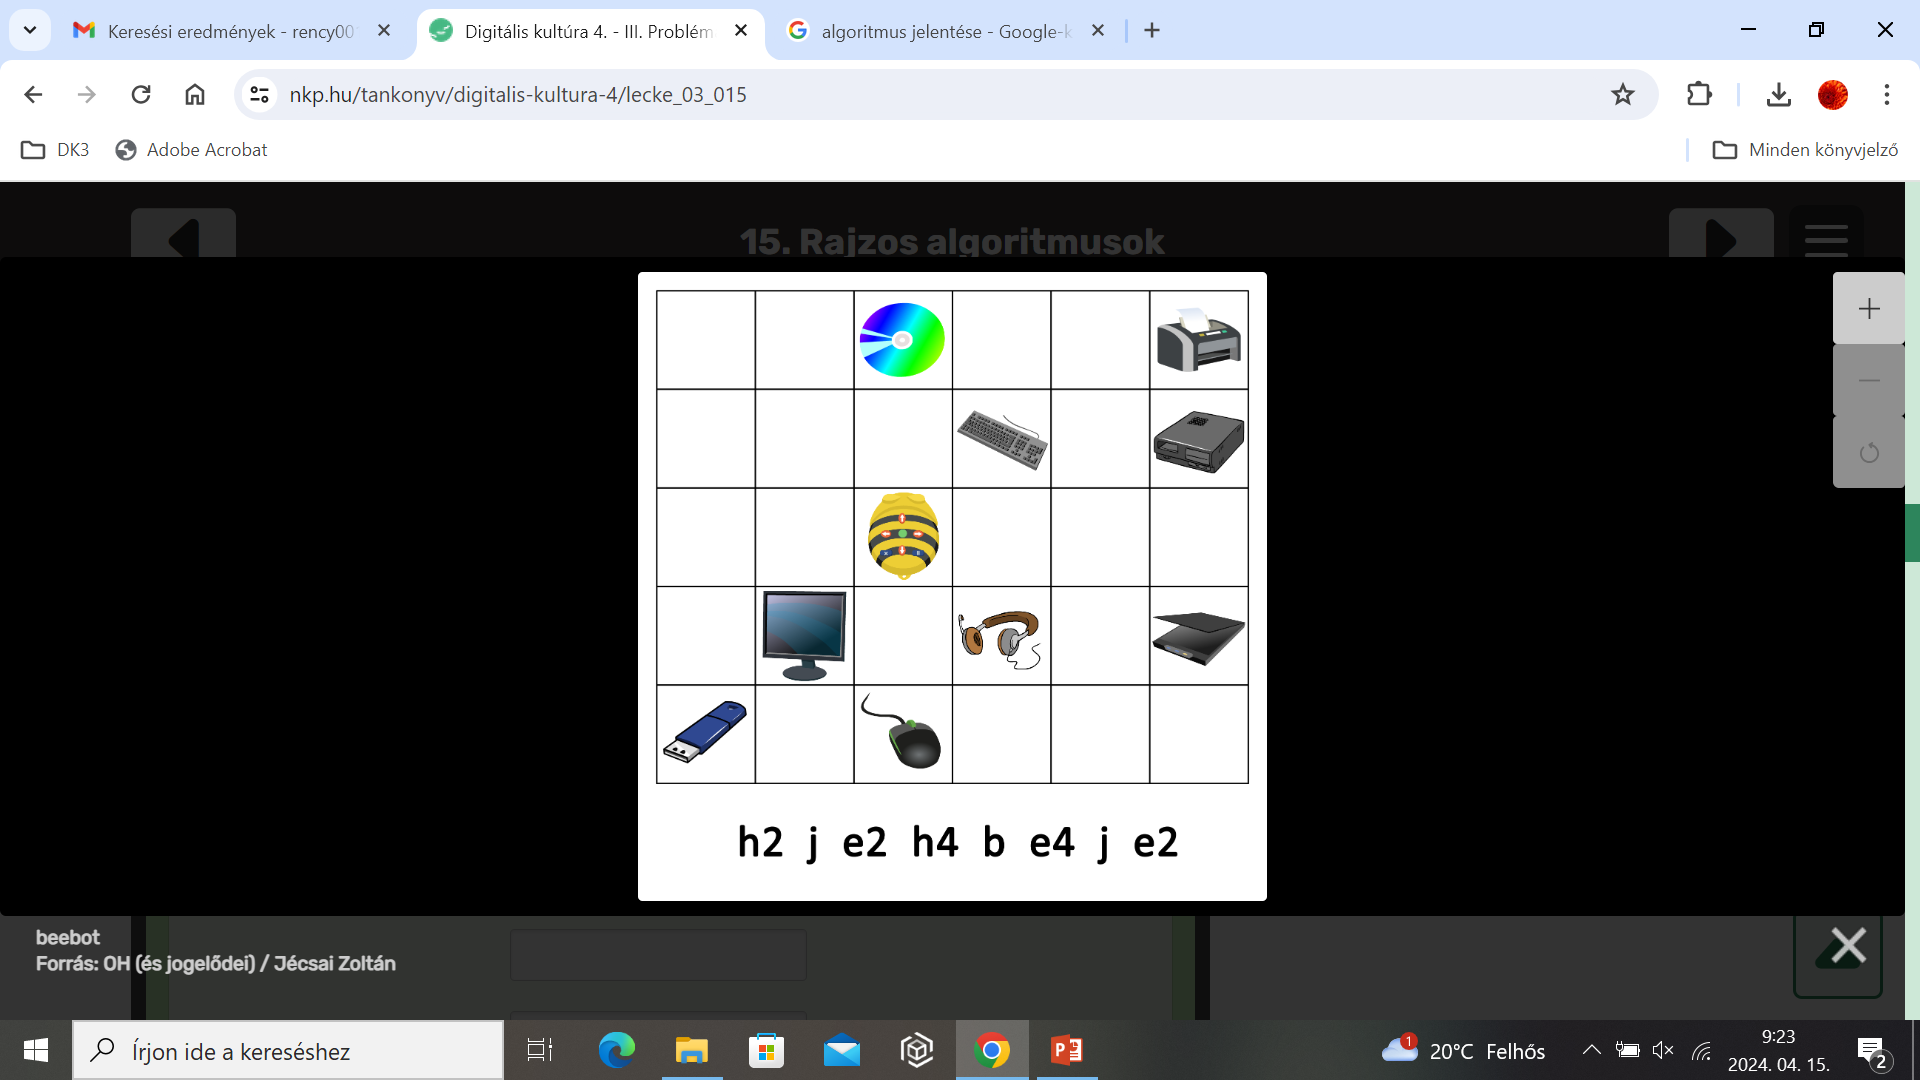 Keresési eredmények - rency00
Digitális kultúra 4. - III. Problém
algoritmus jelentése - Google-k
nkp.hu/tankonyv/digitalis-kultura-4/lecke_03_015
DK3
Adobe Acrobat
Minden könyvjelző
15. Rajzos algoritmusok
h2 j e2 h4 b e4 j e2
beebot
Forrás: OH (és jogelődei) / Jécsai Zoltán
Írjon ide a kereséshez
1
20°C Felhős
9:23
2024. 04. 15.
2